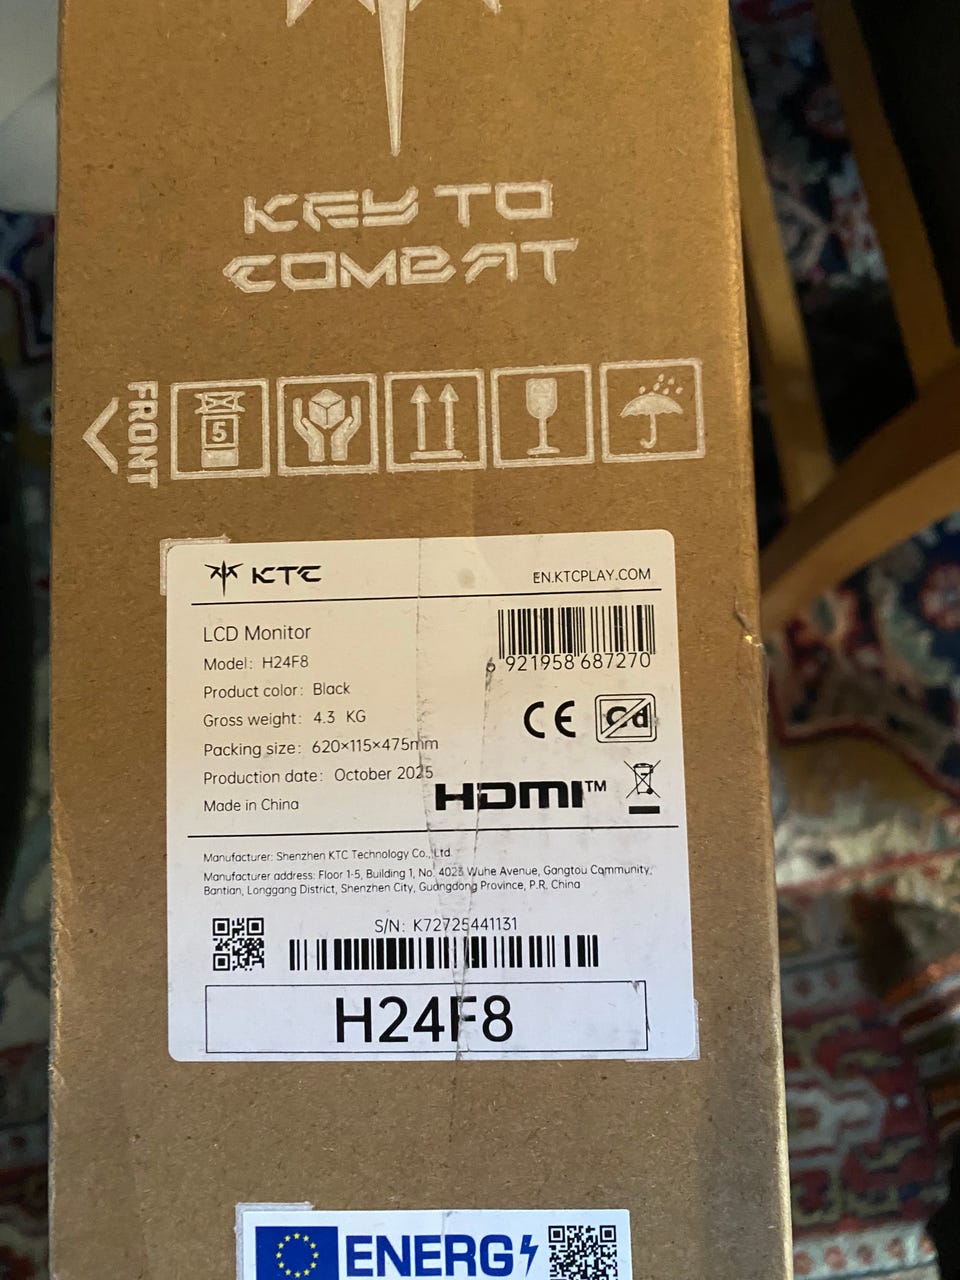 KEY TO
COMBAT
FRONT
5
KTC
EN.KTCPLAY.COM
LCD Monitor
Model: H24F8
6 921958 687270
Product color: Black
Gross weight: 4.3 KG
CE
Cd
Packing size: 620×115×475mm
Production date: October 2025
HDMI™
Made in China
Manufacturer: Shenzhen KTC Technology Co., Ltd.
Manufacturer address: Floor 1-5, Building 1, No. 4023 Wuhe Avenue, Gangtou Community,
Bantian, Longgang District, Shenzhen City, Guangdong Province, P.R. China
S/N: K72725441131
H24F8
ENERG